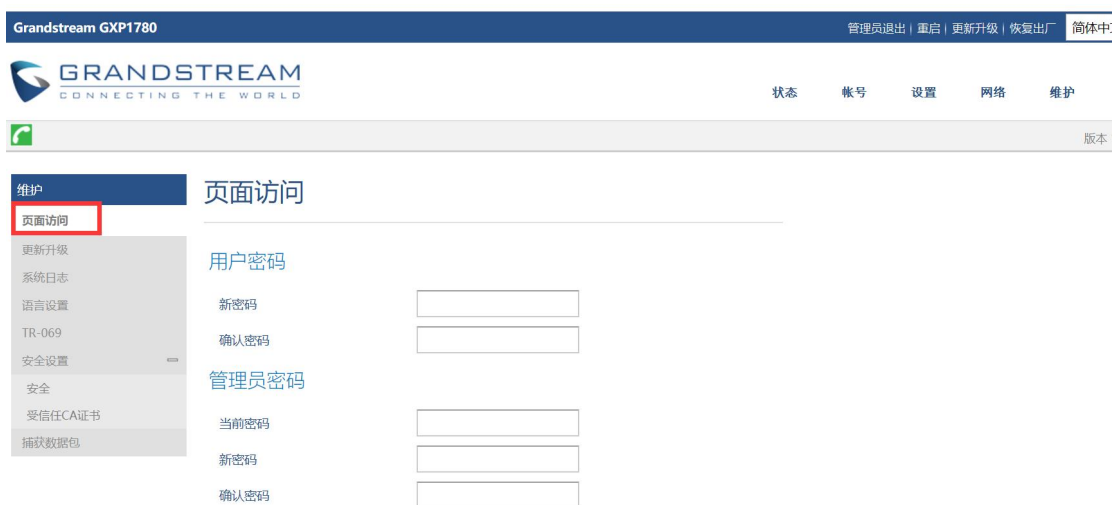 Grandstream GXP1780
管理员退出 | 重启 | 更新升级 | 恢复出厂 简体中
GRANDSTREAM
CONNECTING THE WORLD
状态 帐号 设置 网络 维护
版本
维护
页面访问
更新升级
系统日志
语言设置
TR-069
安全设置
安全
受信任CA证书
捕获数据包
页面访问
用户密码
新密码
确认密码
管理员密码
当前密码
新密码
确认密码